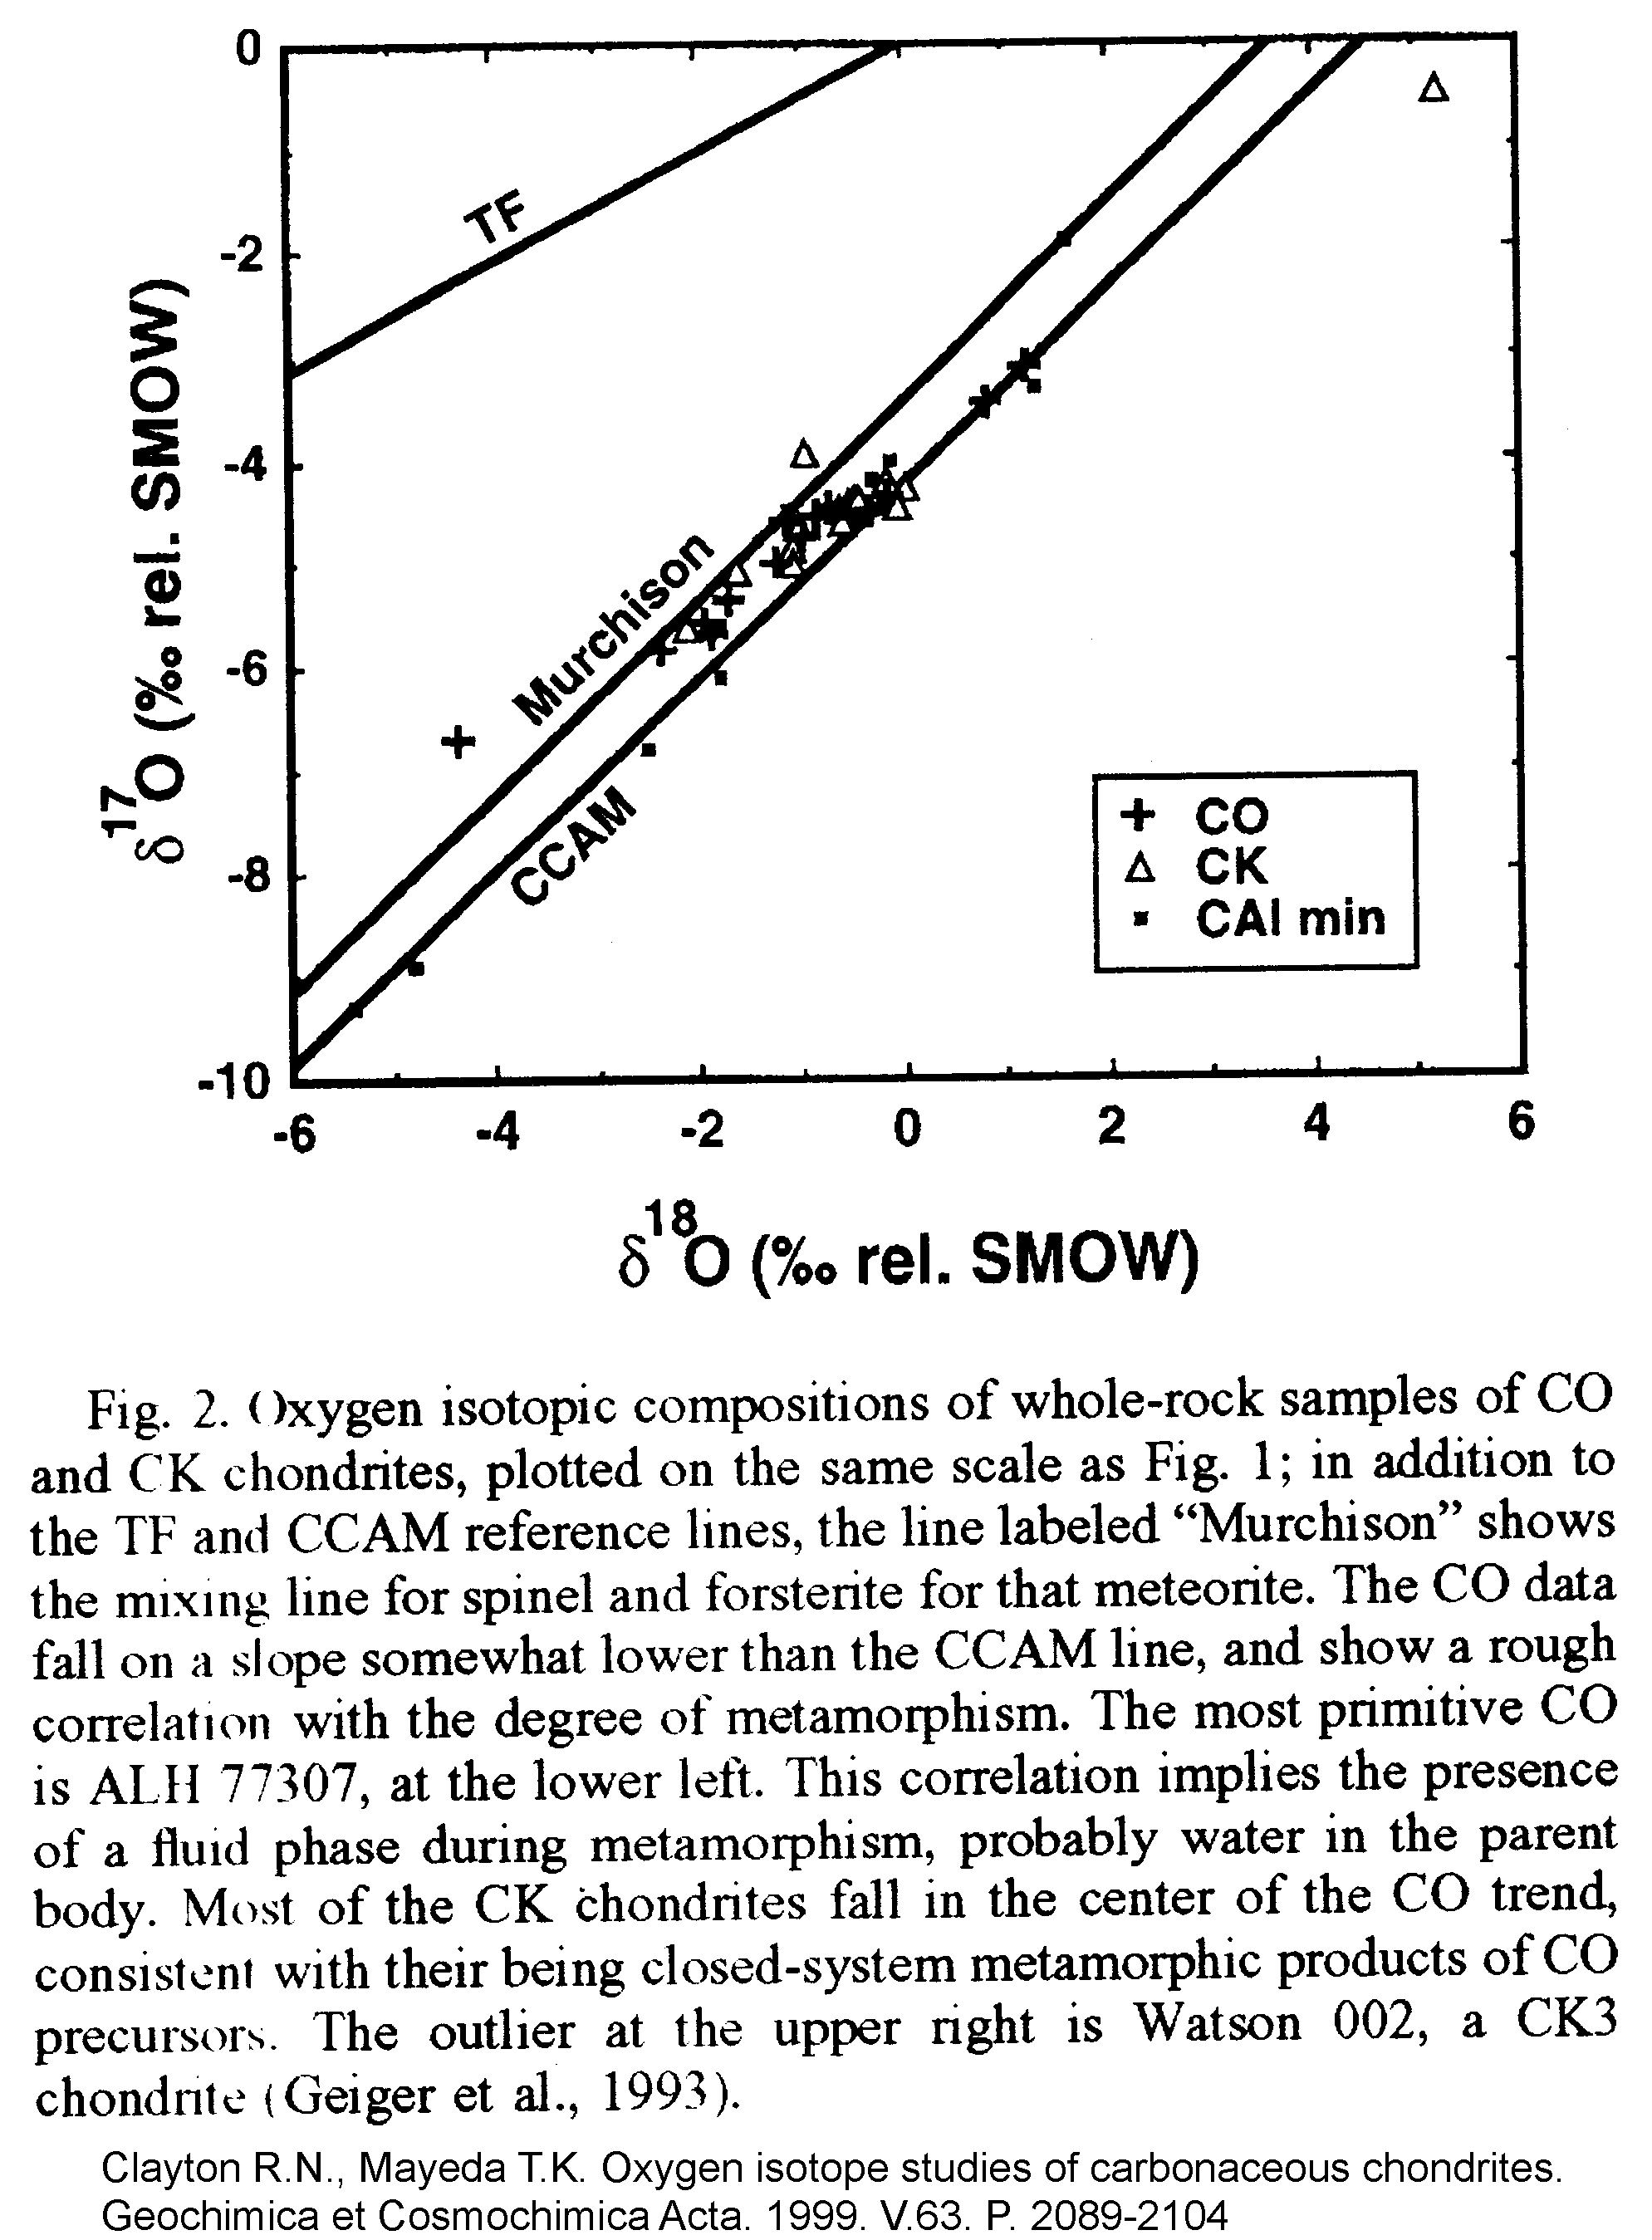 0
-2
-4
-6
-8
-10
TF
Murchison
CCAM
δ17O (‰ rel. SMOW)
+ CO
△ CK
▪ CAI min
-6 -4 -2 0 2 4 6
δ18O (‰ rel. SMOW)
Fig. 2. Oxygen isotopic compositions of whole-rock samples of CO
and CK chondrites, plotted on the same scale as Fig. 1; in addition to
the TF and CCAM reference lines, the line labeled “Murchison” shows
the mixing line for spinel and forsterite for that meteorite. The CO data
fall on a slope somewhat lower than the CCAM line, and show a rough
correlation with the degree of metamorphism. The most primitive CO
is ALH 77307, at the lower left. This correlation implies the presence
of a fluid phase during metamorphism, probably water in the parent
body. Most of the CK chondrites fall in the center of the CO trend,
consistent with their being closed-system metamorphic products of CO
precursors. The outlier at the upper right is Watson 002, a CK3
chondrite (Geiger et al., 1993).
Clayton R.N., Mayeda T.K. Oxygen isotope studies of carbonaceous chondrites.
Geochimica et Cosmochimica Acta. 1999. V.63. P. 2089-2104